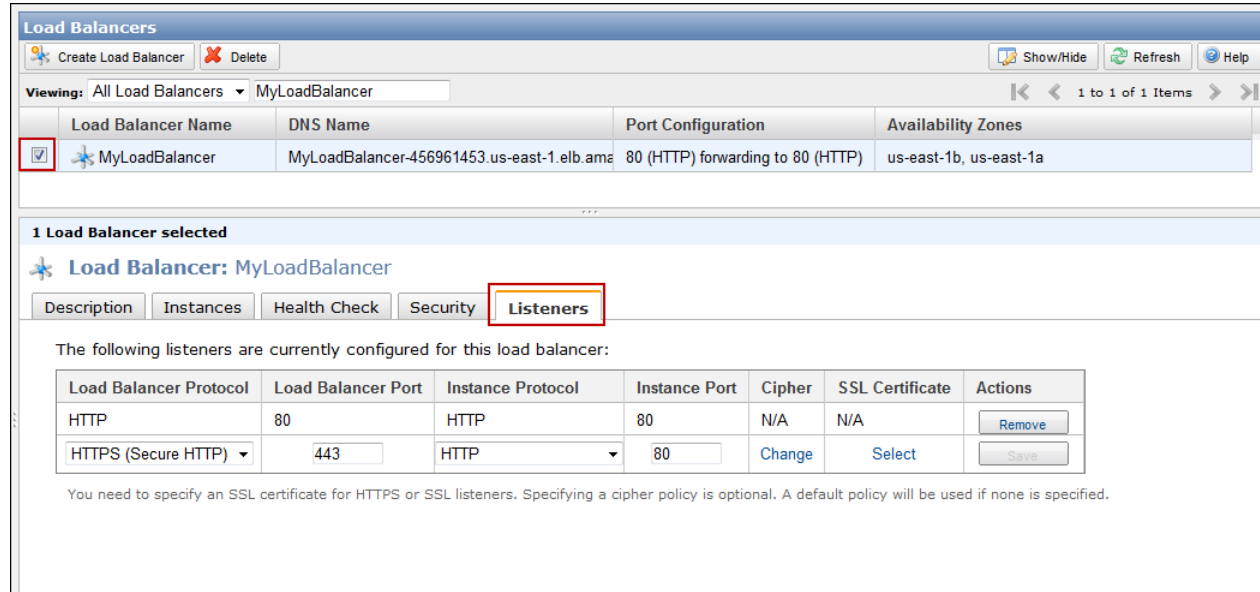 Load Balancers
Create Load Balancer Delete Show/Hide Refresh Help
Viewing: All Load Balancers MyLoadBalancer 1 to 1 of 1 Items
Load Balancer Name DNS Name Port Configuration Availability Zones
MyLoadBalancer MyLoadBalancer-456961453.us-east-1.elb.ama 80 (HTTP) forwarding to 80 (HTTP) us-east-1b, us-east-1a
1 Load Balancer selected
Load Balancer: MyLoadBalancer
Description Instances Health Check Security Listeners
The following listeners are currently configured for this load balancer:
Load Balancer Protocol Load Balancer Port Instance Protocol Instance Port Cipher SSL Certificate Actions
HTTP 80 HTTP 80 N/A N/A Remove
HTTPS (Secure HTTP) 443 HTTP 80 Change Select Save
You need to specify an SSL certificate for HTTPS or SSL listeners. Specifying a cipher policy is optional. A default policy will be used if none is specified.